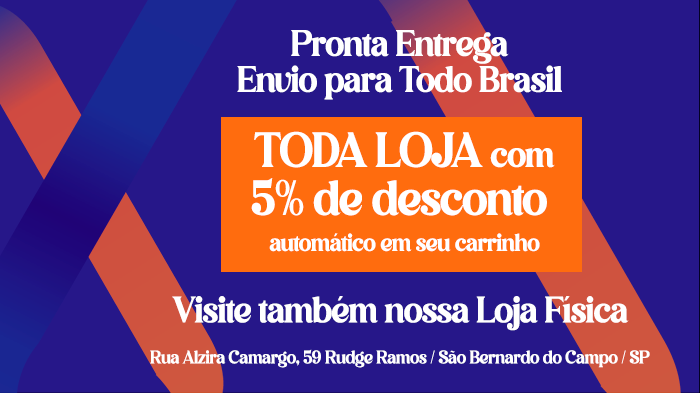 Pronta Entrega
Envio para Todo Brasil
TODA LOJA com
5% de desconto
automático em seu carrinho
Visite também nossa Loja Física
Rua Alzira Camargo, 59 Rudge Ramos / São Bernardo do Campo / SP